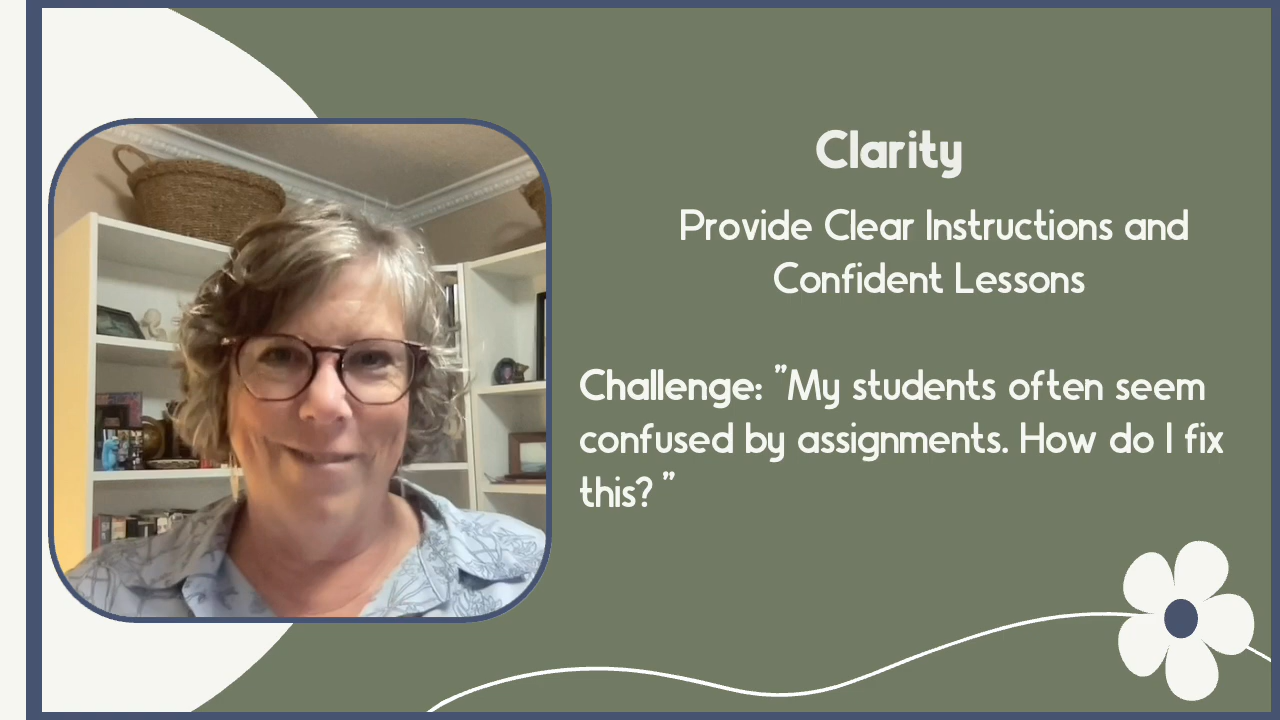 Clarity
Provide Clear Instructions and
Confident Lessons
Challenge: "My students often seem
confused by assignments. How do I fix
this? "